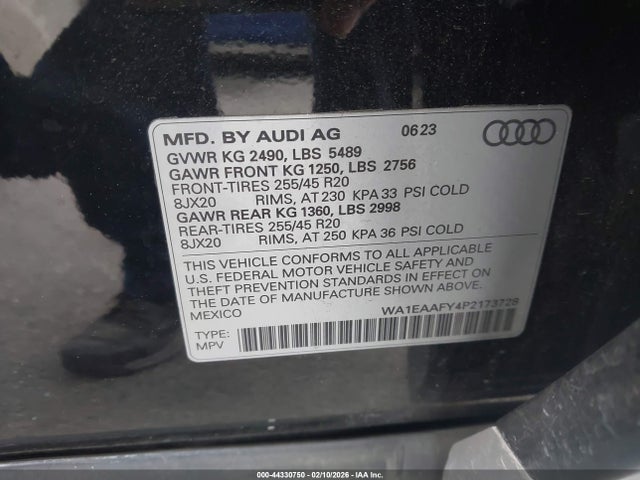 MFD. BY AUDI AG 0623
GVWR KG 2490, LBS 5489
GAWR FRONT KG 1250, LBS 2756
FRONT-TIRES 255/45 R20
8JX20 RIMS, AT 230 KPA 33 PSI COLD
GAWR REAR KG 1360, LBS 2998
REAR-TIRES 255/45 R20
8JX20 RIMS, AT 250 KPA 36 PSI COLD
THIS VEHICLE CONFORMS TO ALL APPLICABLE
U.S. FEDERAL MOTOR VEHICLE SAFETY AND
THEFT PREVENTION STANDARDS IN EFFECT ON
THE DATE OF MANUFACTURE SHOWN ABOVE.
MEXICO
WA1EAAFY4P2173728
TYPE:
MPV
000-44330750 - 02/10/2026 - IAA Inc.